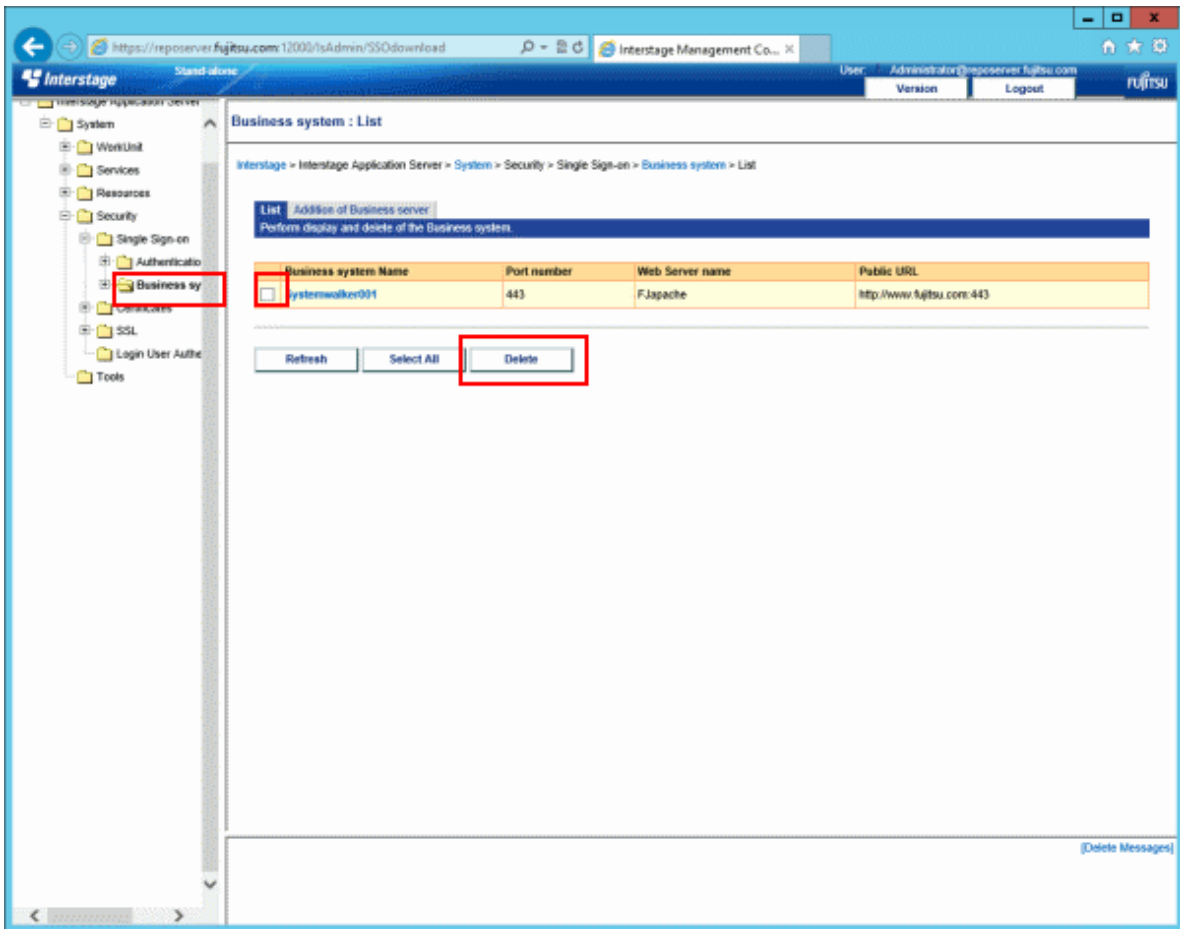 https://reposerver.fujitsu.com:12000/IsAdmin/SSOdownload
Interstage Management Co...
Interstage
Stand-alone
User: Administrator@reposerver.fujitsu.com
Version
Logout
FUJITSU
Interstage Application Server
System
WorkUnit
Services
Resources
Security
Single Sign-on
Authenticatio
Business sy
Certificates
SSL
Login User Authe
Tools
Business system : List
Interstage > Interstage Application Server > System > Security > Single Sign-on > Business system > List
List Addition of Business server
Perform display and delete of the Business system.
Business system Name Port number Web Server name Public URL
Systemwalker001 443 FJapache http://www.fujitsu.com:443
Refresh Select All Delete
[Delete Messages]